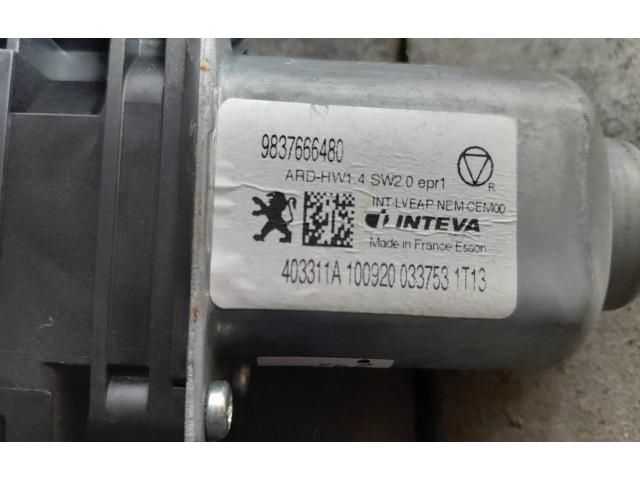 9837666480
ARD-HW1.4 SW2.0 epr1
R
INT LVEAP NEM CEM00
INTEVA
Made in France Esson
403311A 100920 033753 1T13